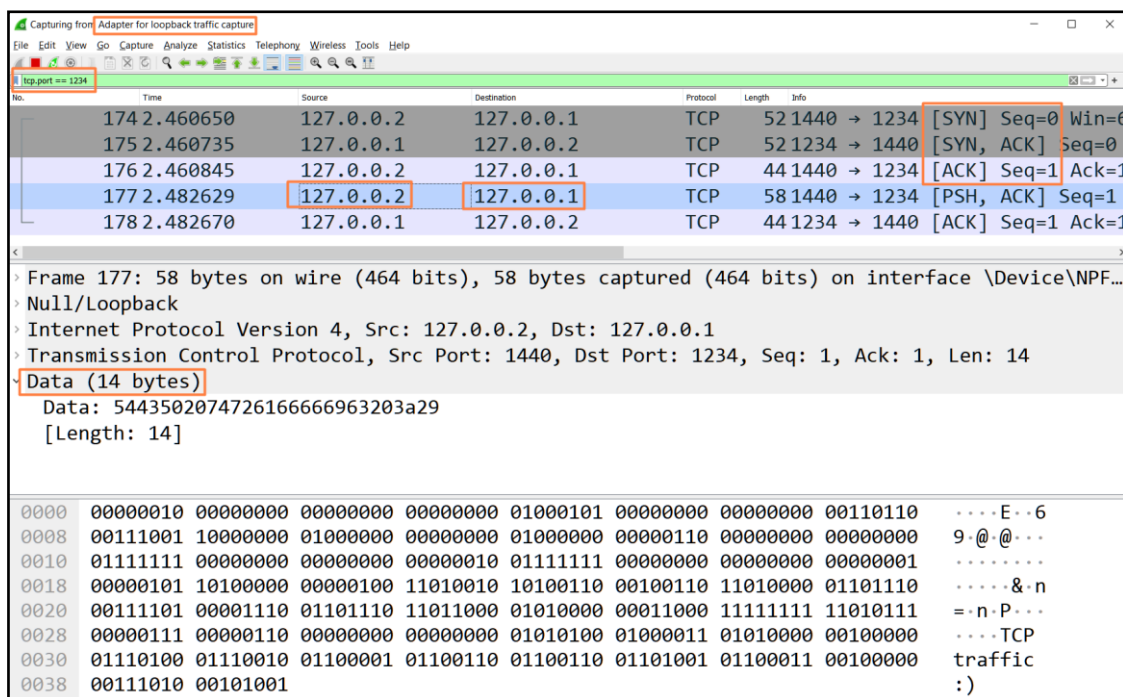 Capturing from Adapter for loopback traffic capture
File Edit View Go Capture Analyze Statistics Telephony Wireless Tools Help
tcp.port == 1234
No. Time Source Destination Protocol Length Info
174 2.460650 127.0.0.2 127.0.0.1 TCP 52 1440 → 1234 [SYN] Seq=0 Win=6
175 2.460735 127.0.0.1 127.0.0.2 TCP 52 1234 → 1440 [SYN, ACK] Seq=0
176 2.460845 127.0.0.2 127.0.0.1 TCP 44 1440 → 1234 [ACK] Seq=1 Ack=1
177 2.482629 127.0.0.2 127.0.0.1 TCP 58 1440 → 1234 [PSH, ACK] Seq=1
178 2.482670 127.0.0.1 127.0.0.2 TCP 44 1234 → 1440 [ACK] Seq=1 Ack=1
Frame 177: 58 bytes on wire (464 bits), 58 bytes captured (464 bits) on interface \Device\NPF…
Null/Loopback
Internet Protocol Version 4, Src: 127.0.0.2, Dst: 127.0.0.1
Transmission Control Protocol, Src Port: 1440, Dst Port: 1234, Seq: 1, Ack: 1, Len: 14
Data (14 bytes)
Data: 5443502074726166666963203a29
[Length: 14]
0000 00000010 00000000 00000000 00000000 01000101 00000000 00000000 00110110 ····E··6
0008 00111001 10000000 01000000 00000000 01000000 00000110 00000000 00000000 9·@·@···
0010 01111111 00000000 00000000 00000010 01111111 00000000 00000000 00000001 ········
0018 00000101 10100000 00000100 11010010 10100110 00100110 11010000 01101110 ·····&·n
0020 00111101 00001110 01101110 11011000 01010000 00011000 11111111 11010111 =·n·P···
0028 00000111 00000110 00000000 00000000 01010100 01000011 01010000 00100000 ····TCP
0030 01110100 01110010 01100001 01100110 01100110 01101001 01100011 00100000 traffic
0038 00111010 00101001 :)